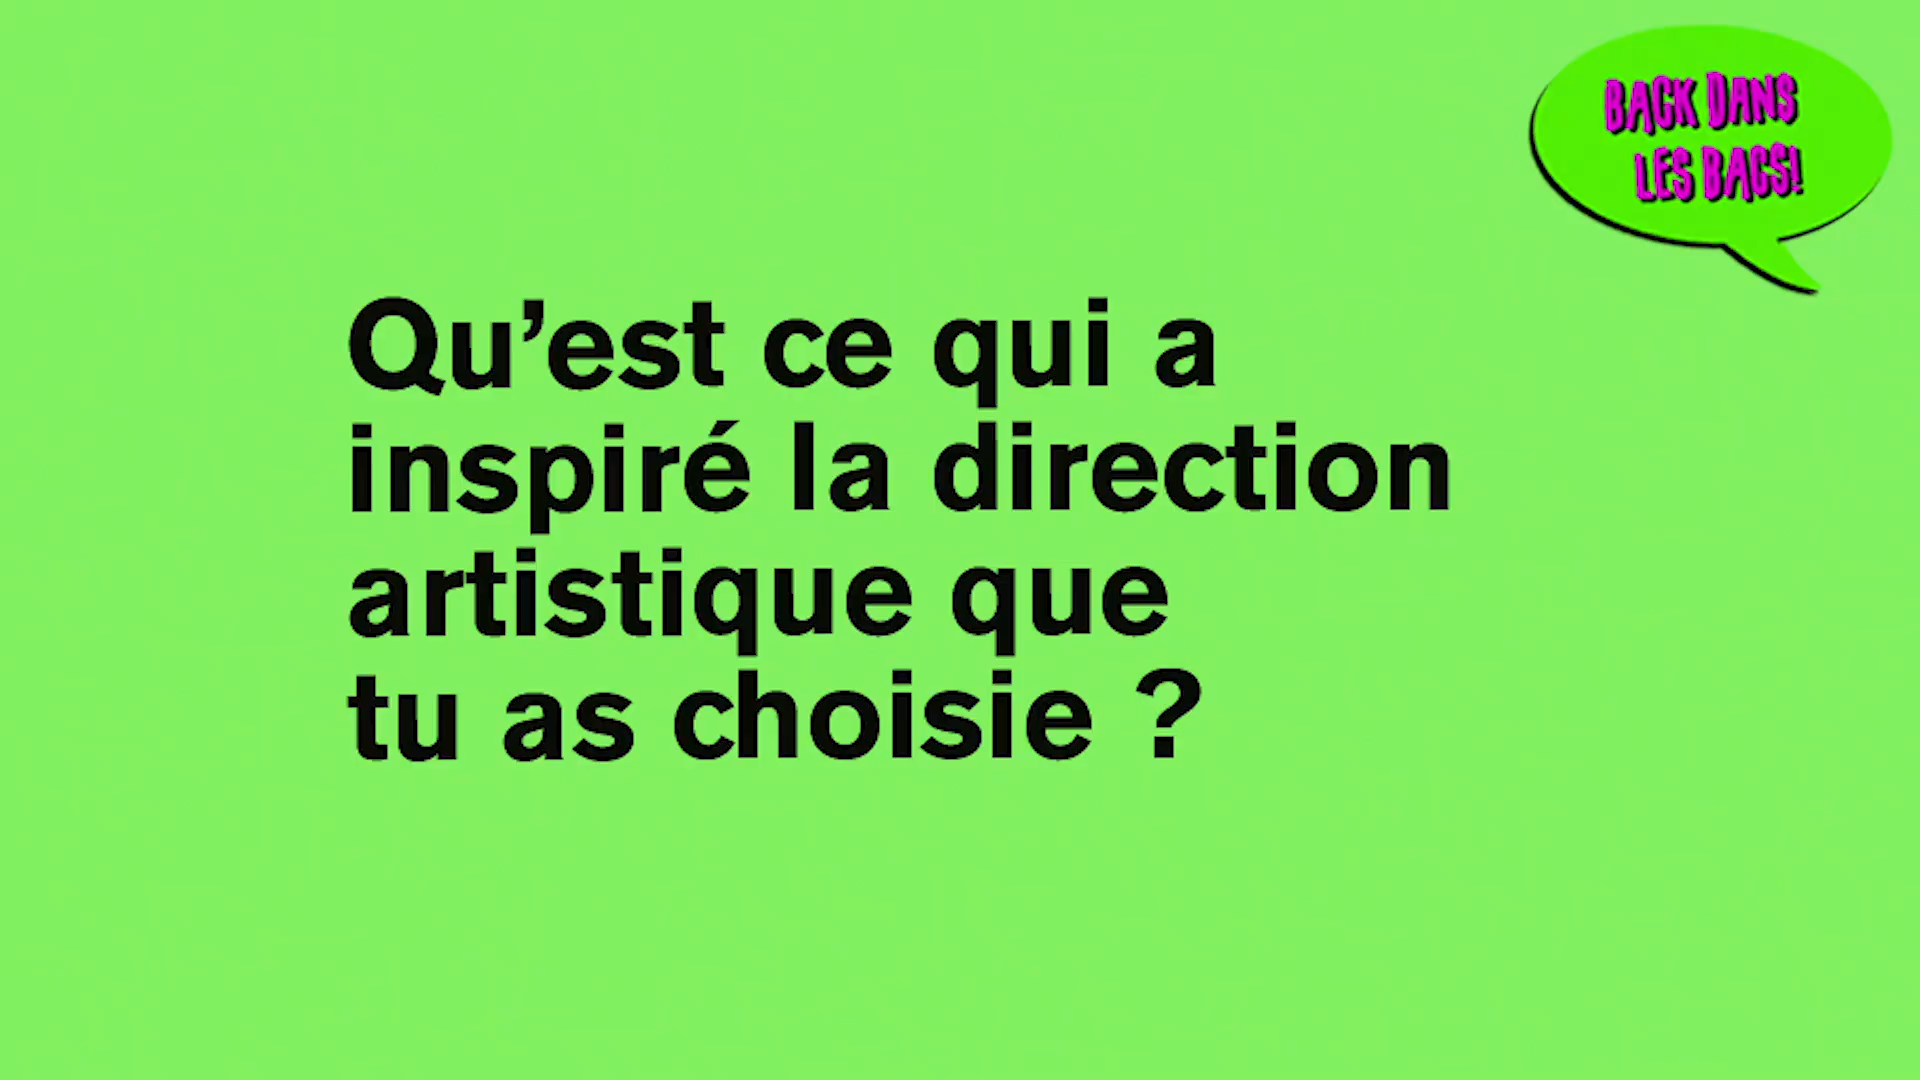 BACK DANS
LES BACS!
Qu’est ce qui a
inspiré la direction
artistique que
tu as choisie ?